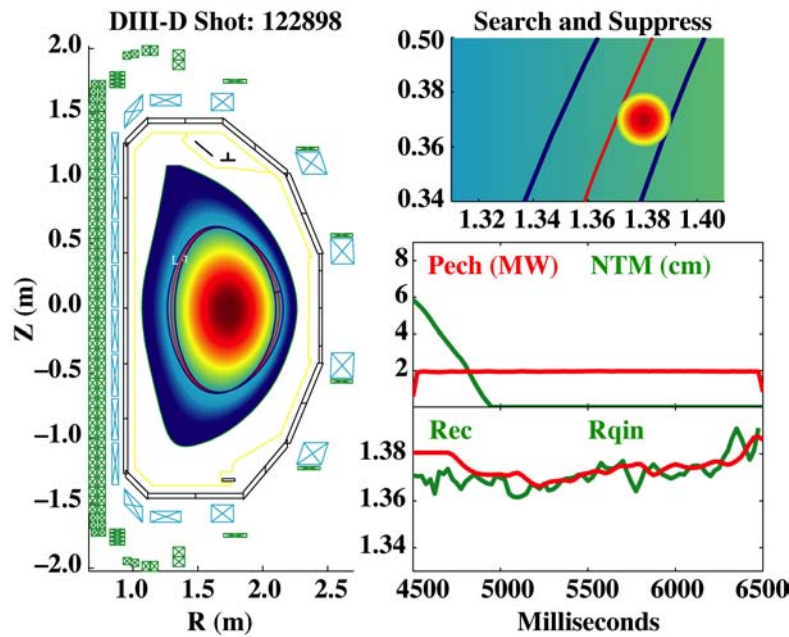 DIII-D Shot: 122898
2.0
1.5
1.0
0.5
0.0
−0.5
−1.0
−1.5
−2.0
Z (m)
1.0 1.5 2.0 2.5
R (m)
Search and Suppress
0.50
0.38
0.36
0.34
1.32 1.34 1.36 1.38 1.40
Pech (MW) NTM (cm)
8
6
4
2
Rec Rqin
1.38
1.36
1.34
4500 5000 5500 6000 6500
Milliseconds